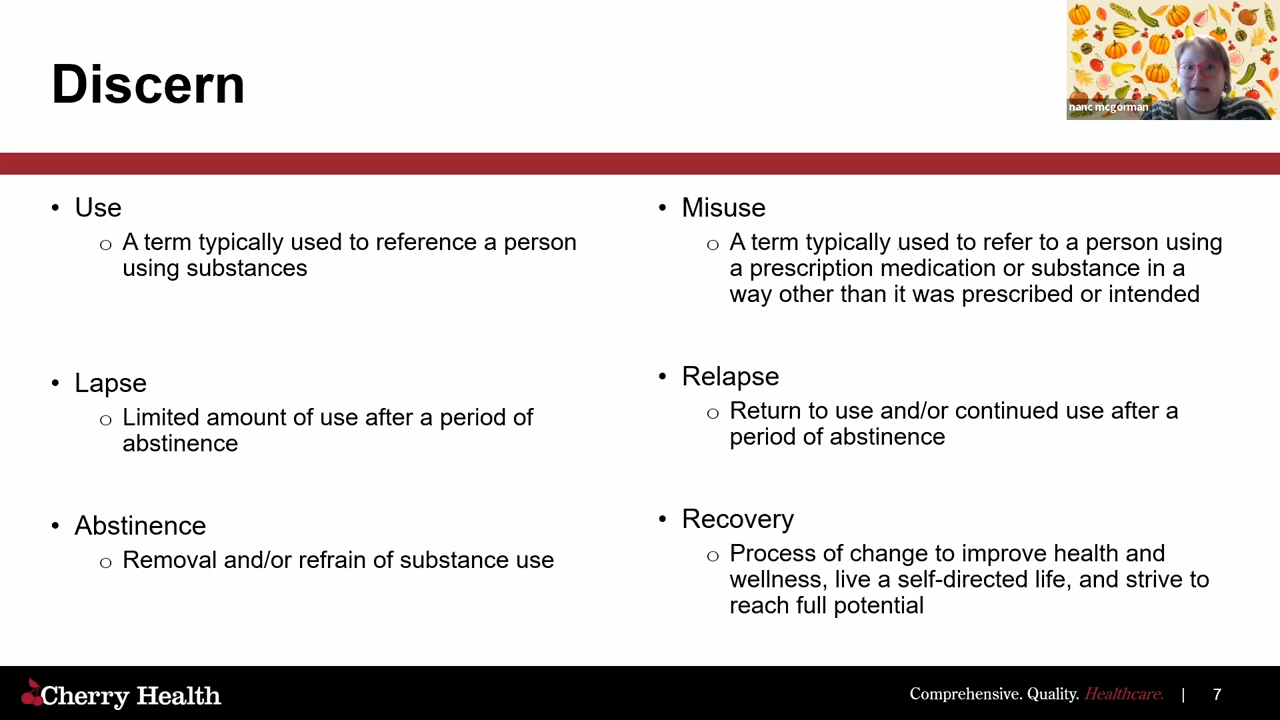 Discern
nanc mcgorman
• Use
o A term typically used to reference a person
using substances
• Lapse
o Limited amount of use after a period of
abstinence
• Abstinence
o Removal and/or refrain of substance use
• Misuse
o A term typically used to refer to a person using
a prescription medication or substance in a
way other than it was prescribed or intended
• Relapse
o Return to use and/or continued use after a
period of abstinence
• Recovery
o Process of change to improve health and
wellness, live a self-directed life, and strive to
reach full potential
Cherry Health
Comprehensive. Quality. Healthcare. | 7